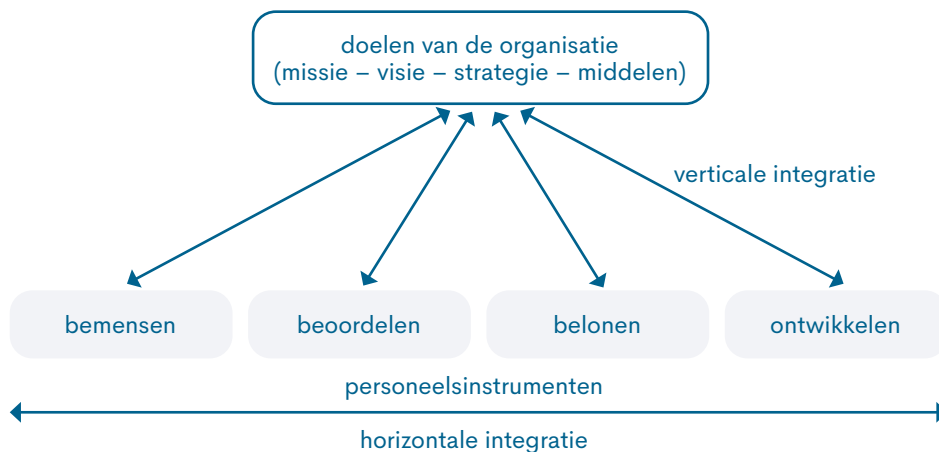 doelen van de organisatie
(missie – visie – strategie – middelen)
verticale integratie
bemensen
beoordelen
belonen
ontwikkelen
personeelsinstrumenten
horizontale integratie